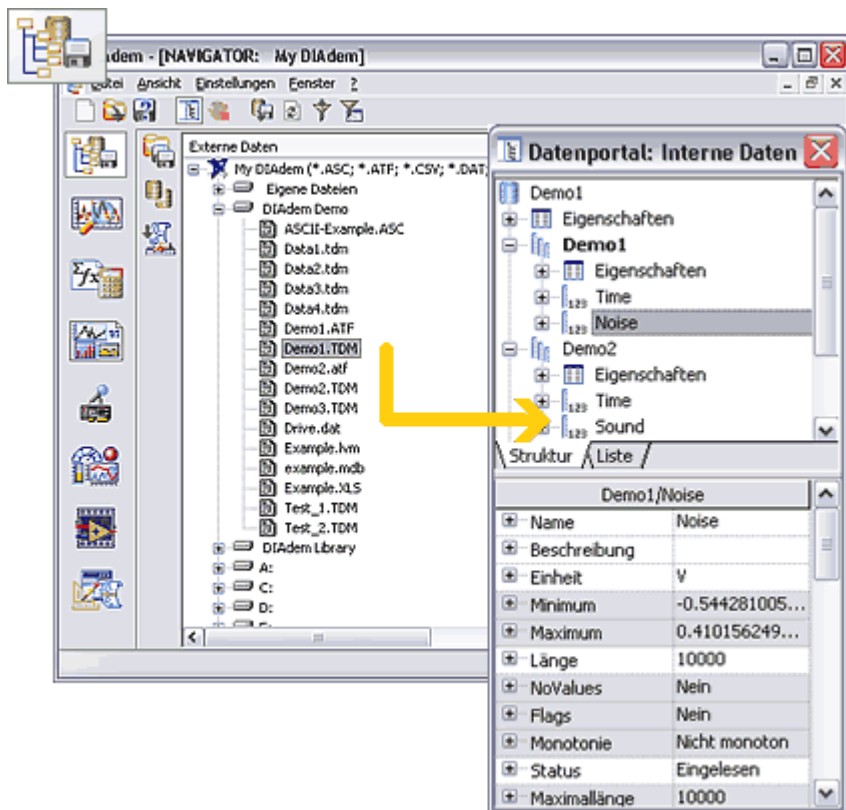 dem - [NAVIGATOR: My DIAdem]
Datei Ansicht Einstellungen Fenster ?
Externe Daten
My DIAdem (*.ASC; *.ATF; *.CSV; *.DAT;
Eigene Dateien
DIAdem Demo
ASCII-Example.ASC
Data1.tdm
Data2.tdm
Data3.tdm
Data4.tdm
Demo1.ATF
Demo1.TDM
Demo2.atf
Demo2.TDM
Demo3.TDM
Drive.dat
Example.lvm
example.mdb
Example.XLS
Test_1.TDM
Test_2.TDM
DIAdem Library
A:
C:
D:
Datenportal: Interne Daten
Demo1
Eigenschaften
Demo1
Eigenschaften
Time
Noise
Demo2
Eigenschaften
Time
Sound
Struktur Liste
Demo1/Noise
Name Noise
Beschreibung
Einheit V
Minimum -0.544281005...
Maximum 0.410156249...
Länge 10000
NoValues Nein
Flags Nein
Monotonie Nicht monoton
Status Eingelesen
Maximallänge 10000